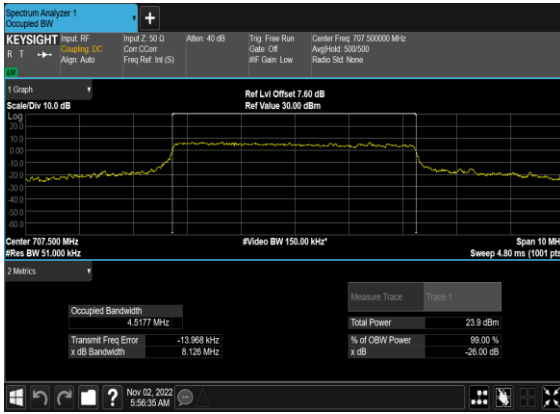 Spectrum Analyzer 1
Occupied BW
KEYSIGHT
R T
LW
Input: RF
Coupling: DC
Align: Auto
Input Z: 50 Ω
Corr CCorr
Freq Ref: Int (S)
Atten: 40 dB
Trig: Free Run
Gate: Off
#IF Gain: Low
Center Freq: 707.500000 MHz
Avg|Hold: 500/500
Radio Std: None
1 Graph
Scale/Div 10.0 dB
Ref Lvl Offset 7.60 dB
Ref Value 30.00 dBm
Log
20.0
10.0
0.00
-10.0
-20.0
-30.0
-40.0
-50.0
-60.0
Center 707.500 MHz
#Video BW 150.00 kHz*
Span 10 MH
#Res BW 51.000 kHz
Sweep 4.80 ms (1001 pts
2 Metrics
Measure Trace
Trace 1
Occupied Bandwidth
4.5177 MHz
Total Power
23.9 dBm
Transmit Freq Error
-13.968 kHz
% of OBW Power
99.00 %
x dB Bandwidth
8.126 MHz
x dB
-26.00 dB
?
Nov 02, 2022
5:56:35 AM